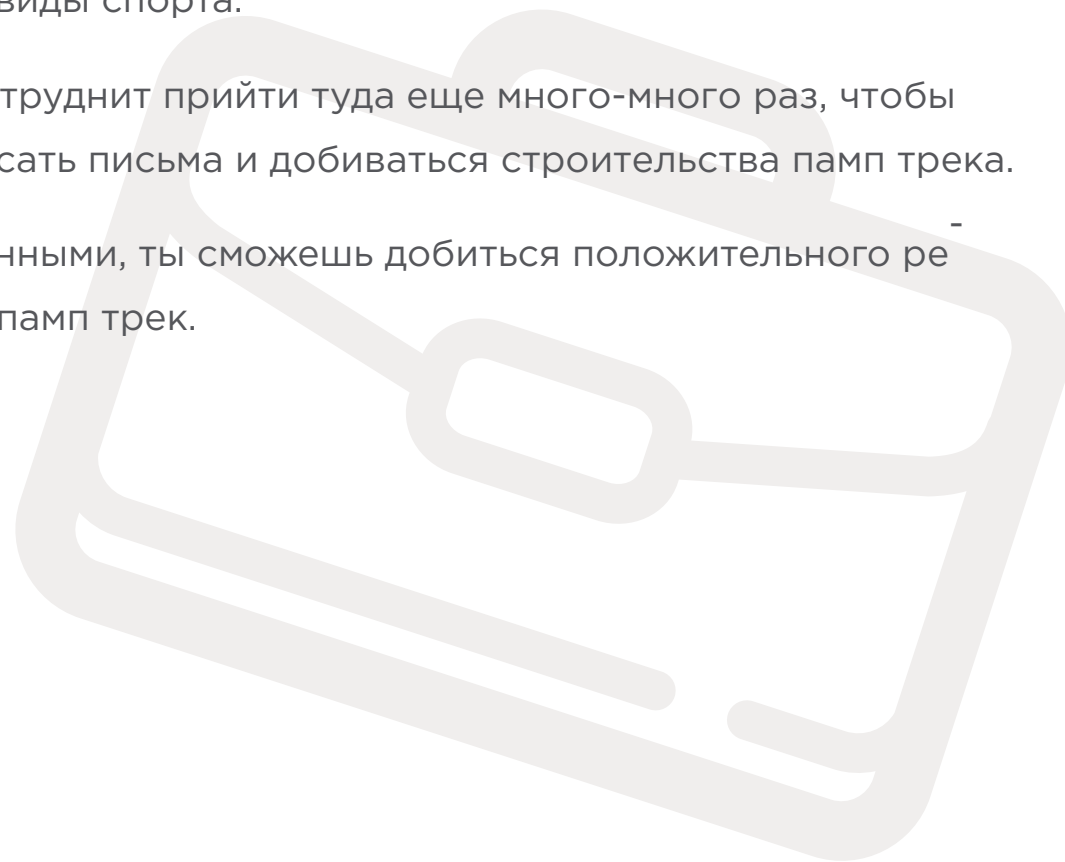 виды спорта.
труднит прийти туда еще много-много раз, чтобы
сать письма и добиваться строительства памп трека.
нными, ты сможешь добиться положительного ре-
памп трек.